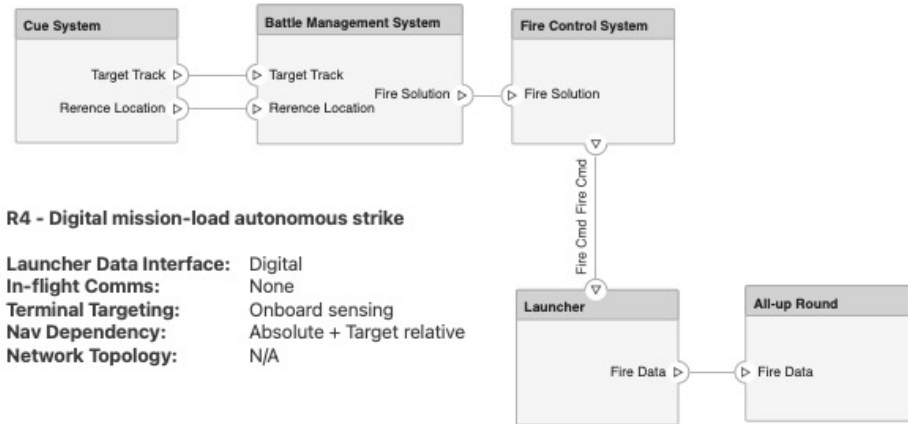 Cue System
Target Track
Rerence Location
Battle Management System
Target Track
Rerence Location
Fire Solution
Fire Control System
Fire Solution
Fire Cmd
Fire Cmd
R4 - Digital mission-load autonomous strike
Launcher Data Interface: Digital
In-flight Comms: None
Terminal Targeting: Onboard sensing
Nav Dependency: Absolute + Target relative
Network Topology: N/A
Launcher
Fire Data
All-up Round
Fire Data